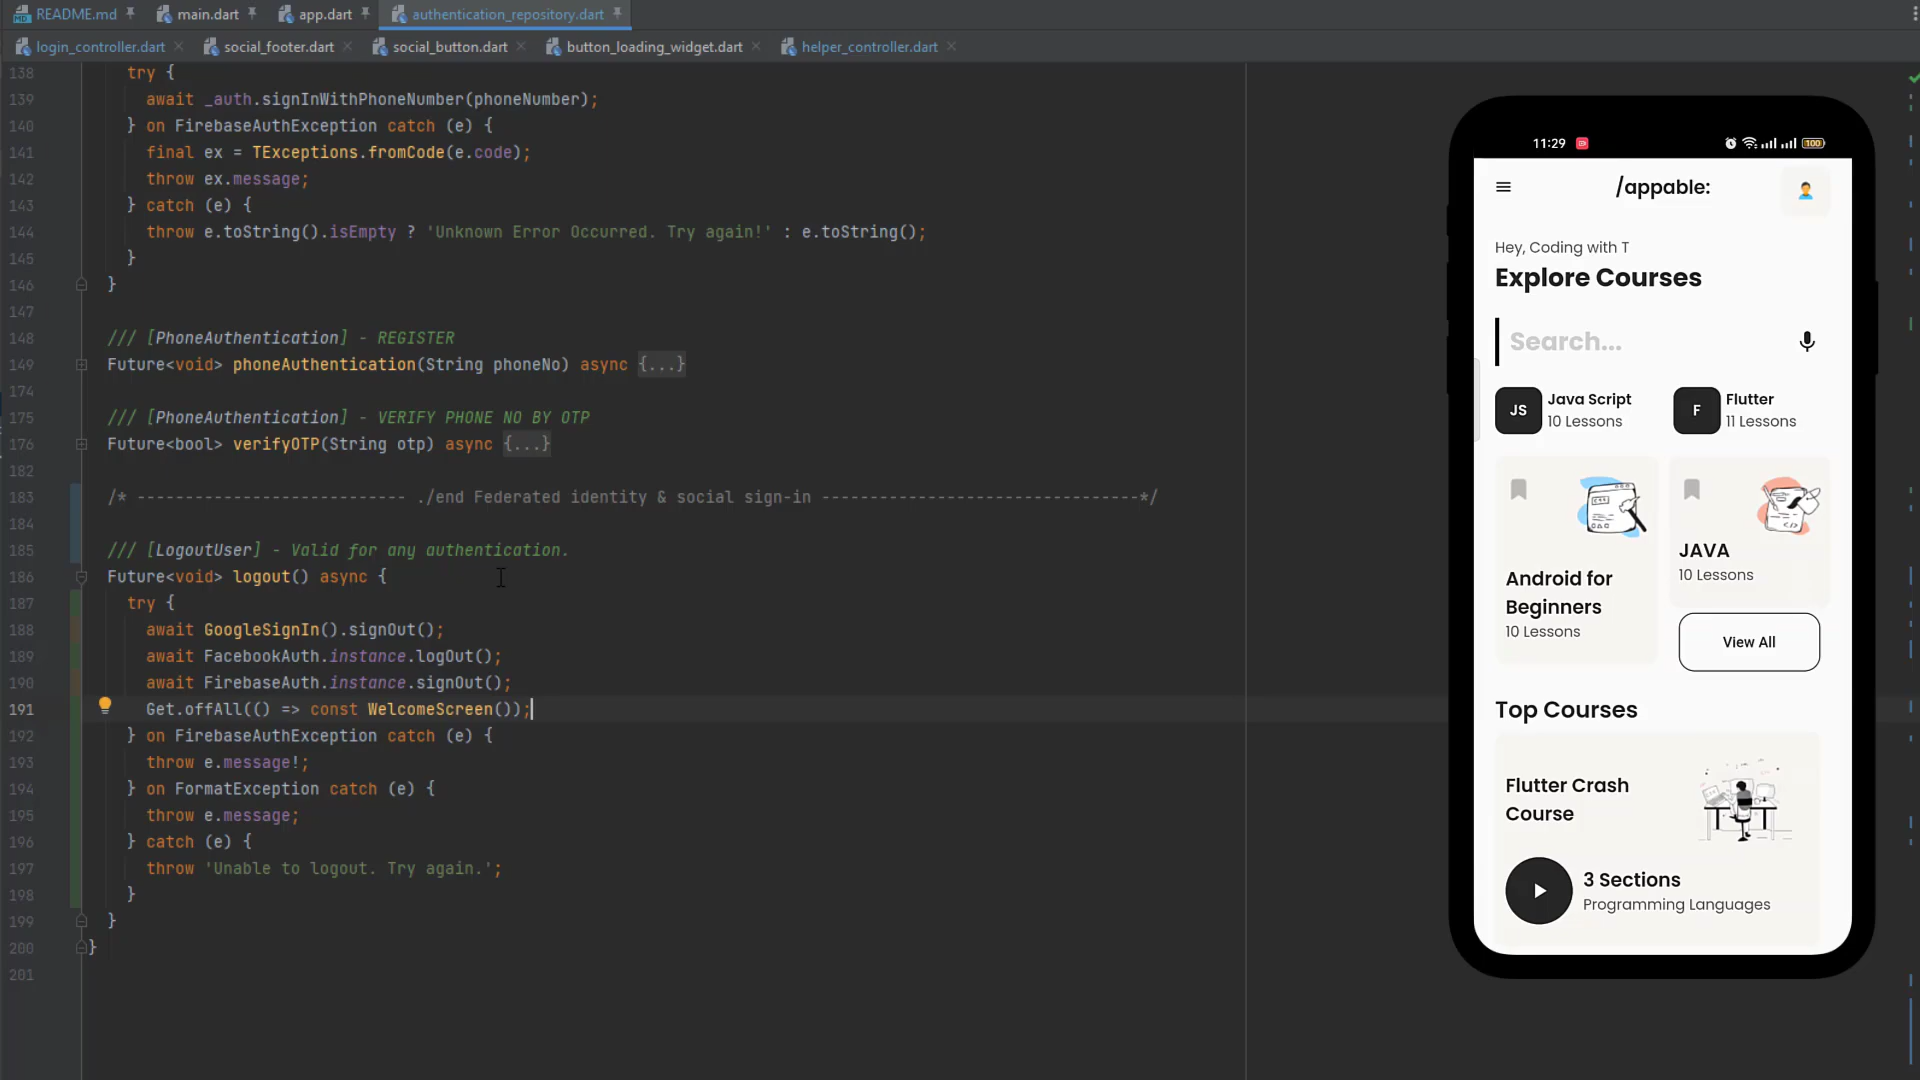 README.md
main.dart
app.dart
authentication_repository.dart
login_controller.dart
social_footer.dart
social_button.dart
button_loading_widget.dart
helper_controller.dart
138 try {
139 await _auth.signInWithPhoneNumber(phoneNumber);
140 } on FirebaseAuthException catch (e) {
141 final ex = TExceptions.fromCode(e.code);
142 throw ex.message;
143 } catch (e) {
144 throw e.toString().isEmpty ? 'Unknown Error Occurred. Try again!' : e.toString();
145 }
146 }
147
148 /// [PhoneAuthentication] - REGISTER
149 Future<void> phoneAuthentication(String phoneNo) async {...}
174
175 /// [PhoneAuthentication] - VERIFY PHONE NO BY OTP
176 Future<bool> verifyOTP(String otp) async {...}
182
183 /* ---------------------------- ./end Federated identity & social sign-in ---------------------------------*/
184
185 /// [LogoutUser] - Valid for any authentication.
186 Future<void> logout() async {
187 try {
188 await GoogleSignIn().signOut();
189 await FacebookAuth.instance.logOut();
190 await FirebaseAuth.instance.signOut();
191 Get.offAll(() => const WelcomeScreen());
192 } on FirebaseAuthException catch (e) {
193 throw e.message!;
194 } on FormatException catch (e) {
195 throw e.message;
196 } catch (e) {
197 throw 'Unable to logout. Try again.';
198 }
199 }
200 }
201
11:29
100
/appable:
Hey, Coding with T
Explore Courses
Search...
JS
Java Script
10 Lessons
F
Flutter
11 Lessons
Android for
Beginners
10 Lessons
JAVA
10 Lessons
View All
Top Courses
Flutter Crash
Course
3 Sections
Programming Languages